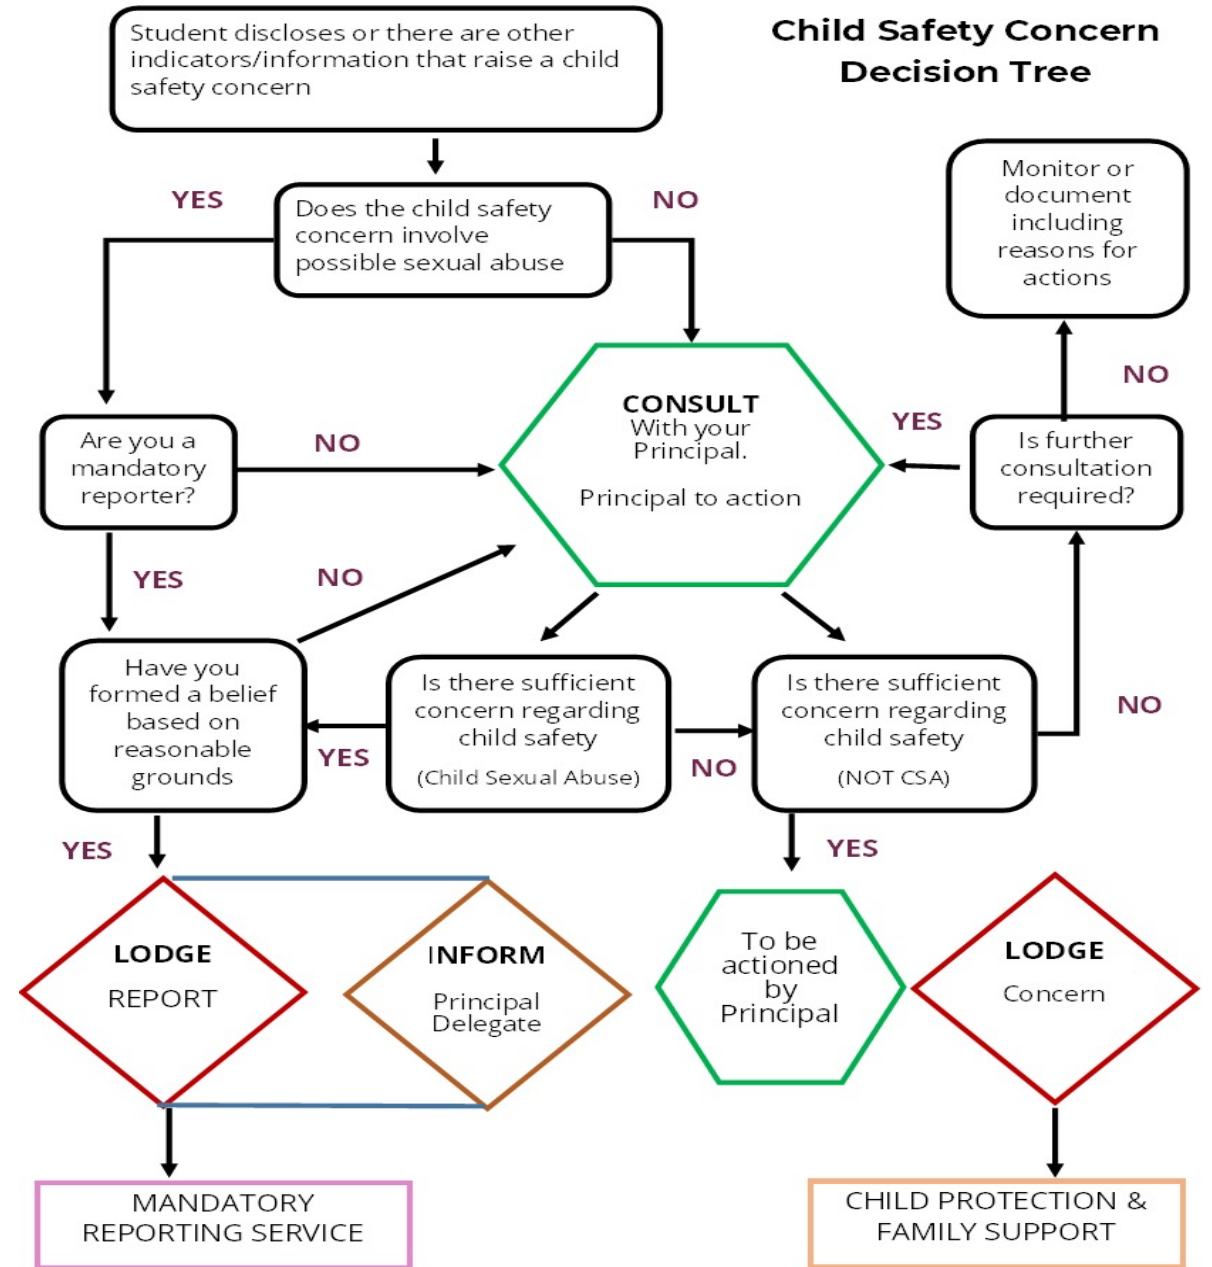 Child Safety Concern
Decision Tree
Student discloses or there are other
indicators/information that raise a child
safety concern
YES
Does the child safety
concern involve
possible sexual abuse
NO
Monitor or
document
including
reasons for
actions
NO
Are you a
mandatory
reporter?
NO
CONSULT
With your
Principal.
Principal to action
YES
Is further
consultation
required?
YES
NO
Have you
formed a belief
based on
reasonable
grounds
YES
Is there sufficient
concern regarding
child safety
(Child Sexual Abuse)
NO
Is there sufficient
concern regarding
child safety
(NOT CSA)
NO
YES
YES
LODGE
REPORT
INFORM
Principal
Delegate
To be
actioned
by
Principal
LODGE
Concern
MANDATORY
REPORTING SERVICE
CHILD PROTECTION &
FAMILY SUPPORT